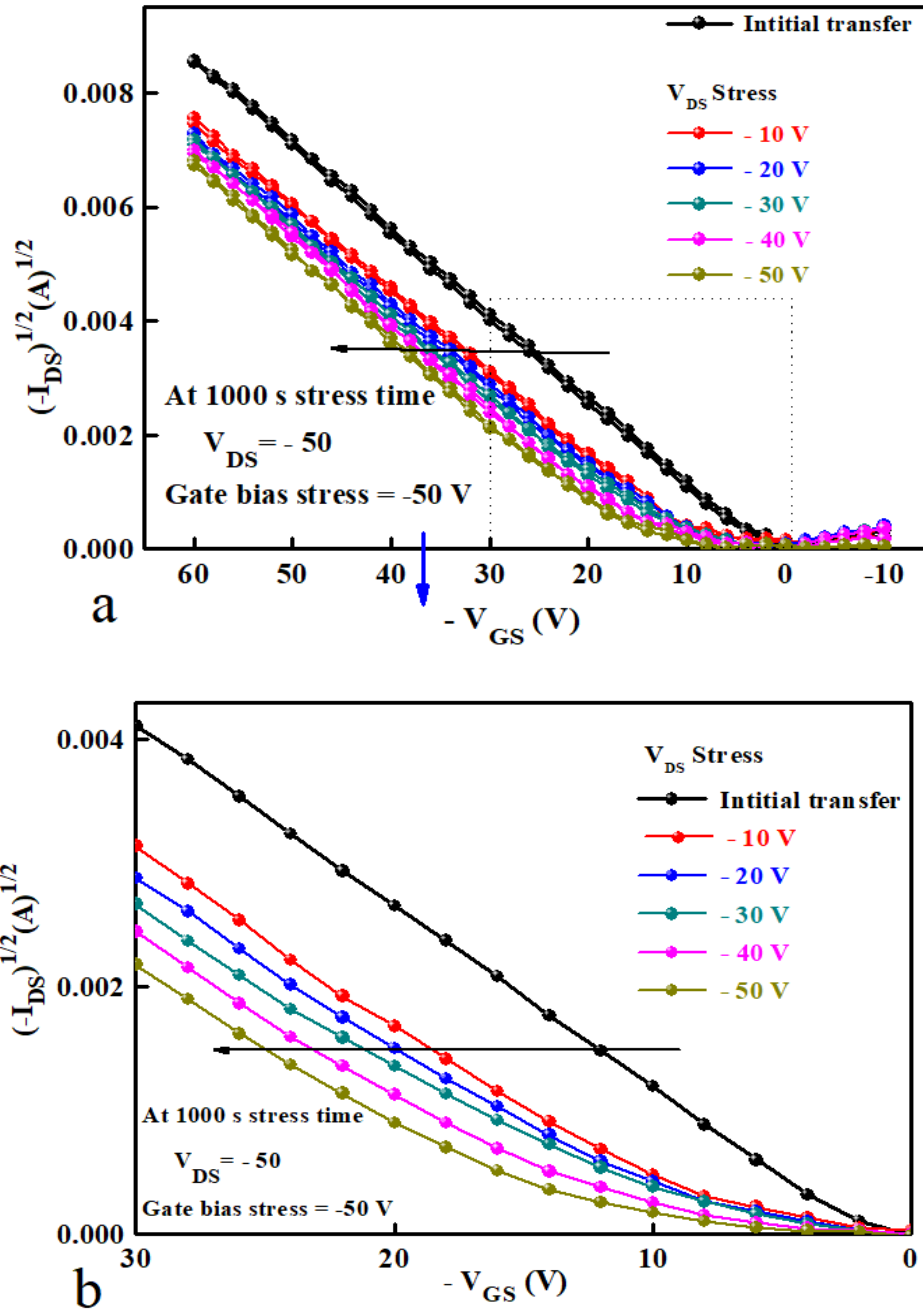 Intitial transfer
V_DS Stress
- 10 V
- 20 V
- 30 V
- 40 V
- 50 V
0.008
0.006
0.004
0.002
0.000
(-I_DS)^1/2(A)^1/2
At 1000 s stress time
V_DS= - 50
Gate bias stress = -50 V
60 50 40 30 20 10 0 -10
a
- V_GS (V)
V_DS Stress
Intitial transfer
- 10 V
- 20 V
- 30 V
- 40 V
- 50 V
0.004
0.002
0.000
(-I_DS)^1/2(A)^1/2
At 1000 s stress time
V_DS= - 50
Gate bias stress = -50 V
30 20 10 0
b
- V_GS (V)